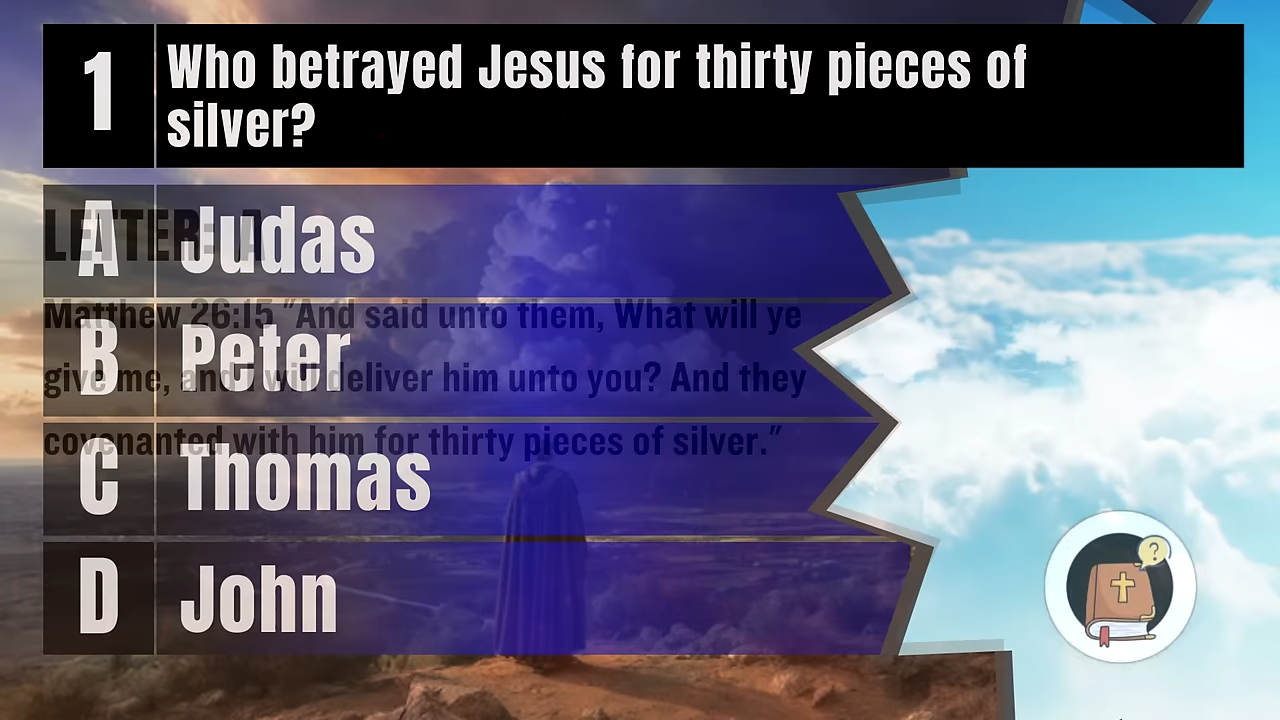 1
Who betrayed Jesus for thirty pieces of
silver?
LETTER A
A Judas
Matthew 26:15 "And said unto them, What will ye
B Peter
give me, and I will deliver him unto you? And they
covenanted with him for thirty pieces of silver."
C Thomas
D John
?